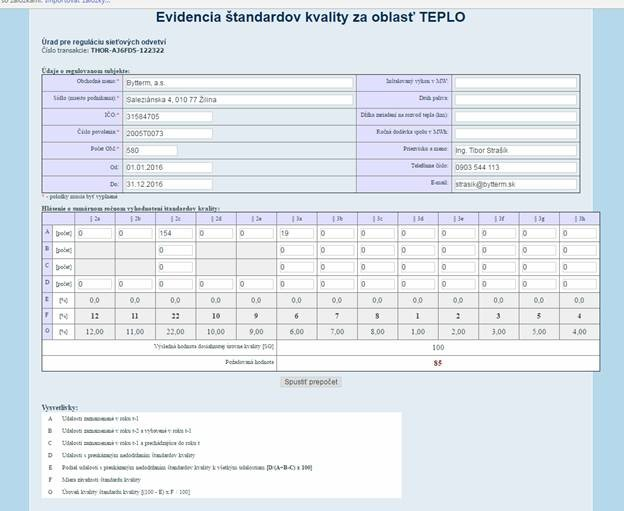 so záložkami. Importovať záložky...
Evidencia štandardov kvality za oblasť TEPLO
Úrad pre reguláciu sieťových odvetví
Číslo transakcie: THOR-AJ6FD5-122322
Údaje o regulovanom subjekte:
Obchodné meno:* Bytterm, a.s. Inštalovaný výkon v MW:
Sídlo (miesto podnikania):* Saleziánska 4, 010 77 Žilina Druh paliva:
IČO:* 31584705 Dĺžka zariadení na rozvod tepla (km):
Číslo povolenia:* 2005T0073 Ročná dodávka spolu v MWh:
Počet OM:* 580 Priezvisko a meno: Ing. Tibor Strašík
Od: 01.01.2016 Telefónne číslo: 0903 544 113
Do: 31.12.2016 E-mail: strasik@bytterm.sk
* - položky musia byť vyplnené
Hlásenie o sumárnom ročnom vyhodnotení štandardov kvality:
§ 2a § 2b § 2c § 2d § 2e § 3a § 3b § 3c § 3d § 3e § 3f § 3g § 3h
A [počet] 0 0 154 0 0 19 0 0 0 0 0 0 0
B [počet] 0 0 0 0 0 0 0 0 0
C [počet] 0 0 0 0 0 0 0 0 0
D [počet] 0 0 0 0 0 0 0 0 0 0 0 0 0
E [%] 0,0 0,0 0,0 0,0 0,0 0,0 0,0 0,0 0,0 0,0 0,0 0,0 0,0
F [%] 12 11 22 10 9 6 7 8 1 2 3 5 4
G [%] 12,00 11,00 22,00 10,00 9,00 6,00 7,00 8,00 1,00 2,00 3,00 5,00 4,00
Výsledná hodnota dosiahnutej úrovne kvality [SG] 100
Požadovaná hodnota 85
Spustiť prepočet
Vysvetlivky:
A Udalosti zaznamenané v roku t-1
B Udalosti zaznamenané v roku t-2 a vybavené v roku t-1
C Udalosti zaznamenané v roku t-1 a prechádzajúce do roku t
D Udalosti s preukázaným nedodržaním štandardov kvality
E Podiel udalostí s preukázaným nedodržaním štandardov kvality k všetkým udalostiam [D/(A+B-C) x 100]
F Miera závažnosti štandardu kvality
G Úroveň kvality štandardu kvality [(100 - E) x F / 100]